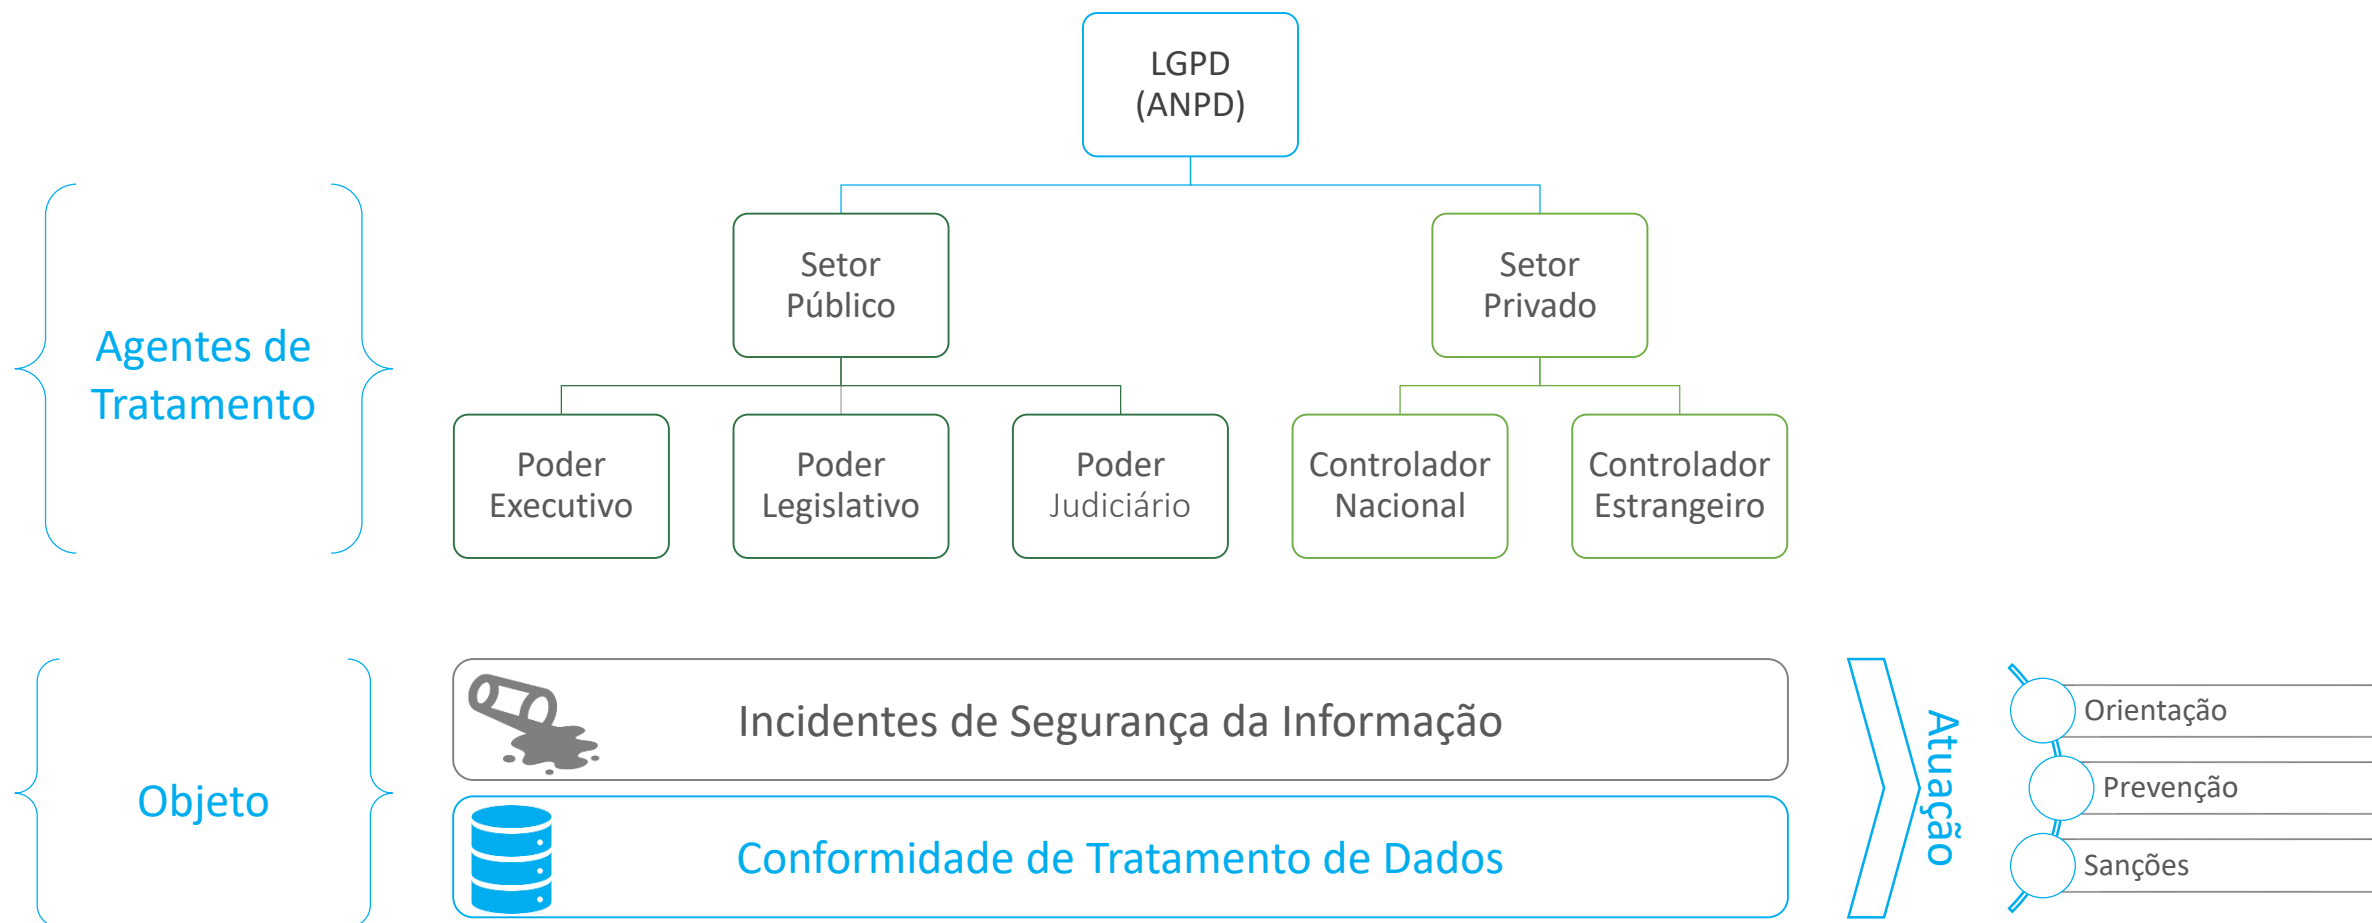 LGPD
(ANPD)
Agentes de
Tratamento
Setor
Público
Setor
Privado
Poder
Executivo
Poder
Legislativo
Poder
Judiciário
Controlador
Nacional
Controlador
Estrangeiro
Objeto
Incidentes de Segurança da Informação
Conformidade de Tratamento de Dados
Atuação
Orientação
Prevenção
Sanções